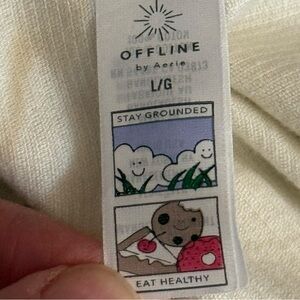 OFFLINE
by Aerie
L/G
STAY GROUNDED
EAT HEALTHY